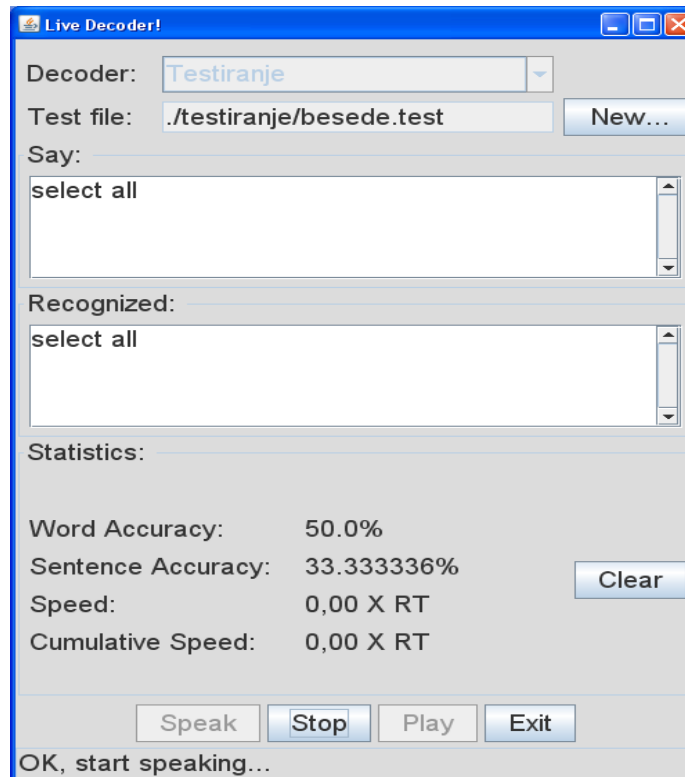 Live Decoder!
Decoder: Testiranje
Test file: ./testiranje/besede.test New...
Say:
select all
Recognized:
select all
Statistics:
Word Accuracy: 50.0%
Sentence Accuracy: 33.333336%
Clear
Speed: 0,00 X RT
Cumulative Speed: 0,00 X RT
Speak Stop Play Exit
OK, start speaking...